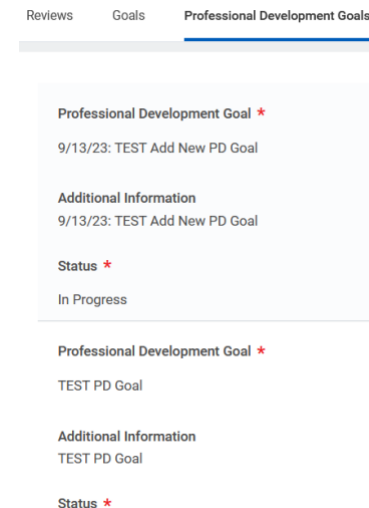 Reviews Goals Professional Development Goals
Professional Development Goal *
9/13/23: TEST Add New PD Goal
Additional Information
9/13/23: TEST Add New PD Goal
Status *
In Progress
Professional Development Goal *
TEST PD Goal
Additional Information
TEST PD Goal
Status *